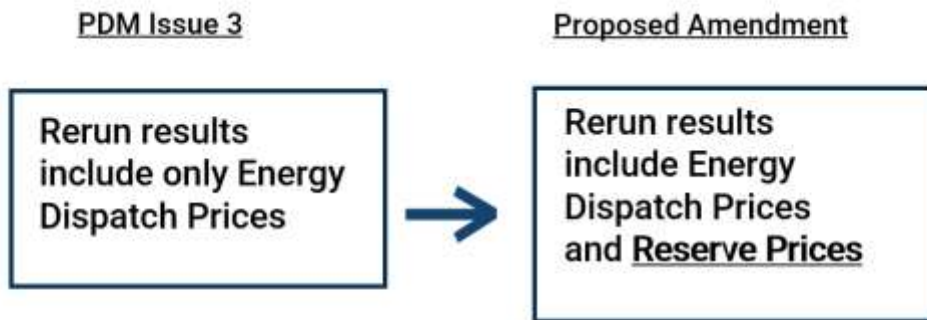 PDM Issue 3
Rerun results
include only Energy
Dispatch Prices
Proposed Amendment
Rerun results
include Energy
Dispatch Prices
and Reserve Prices